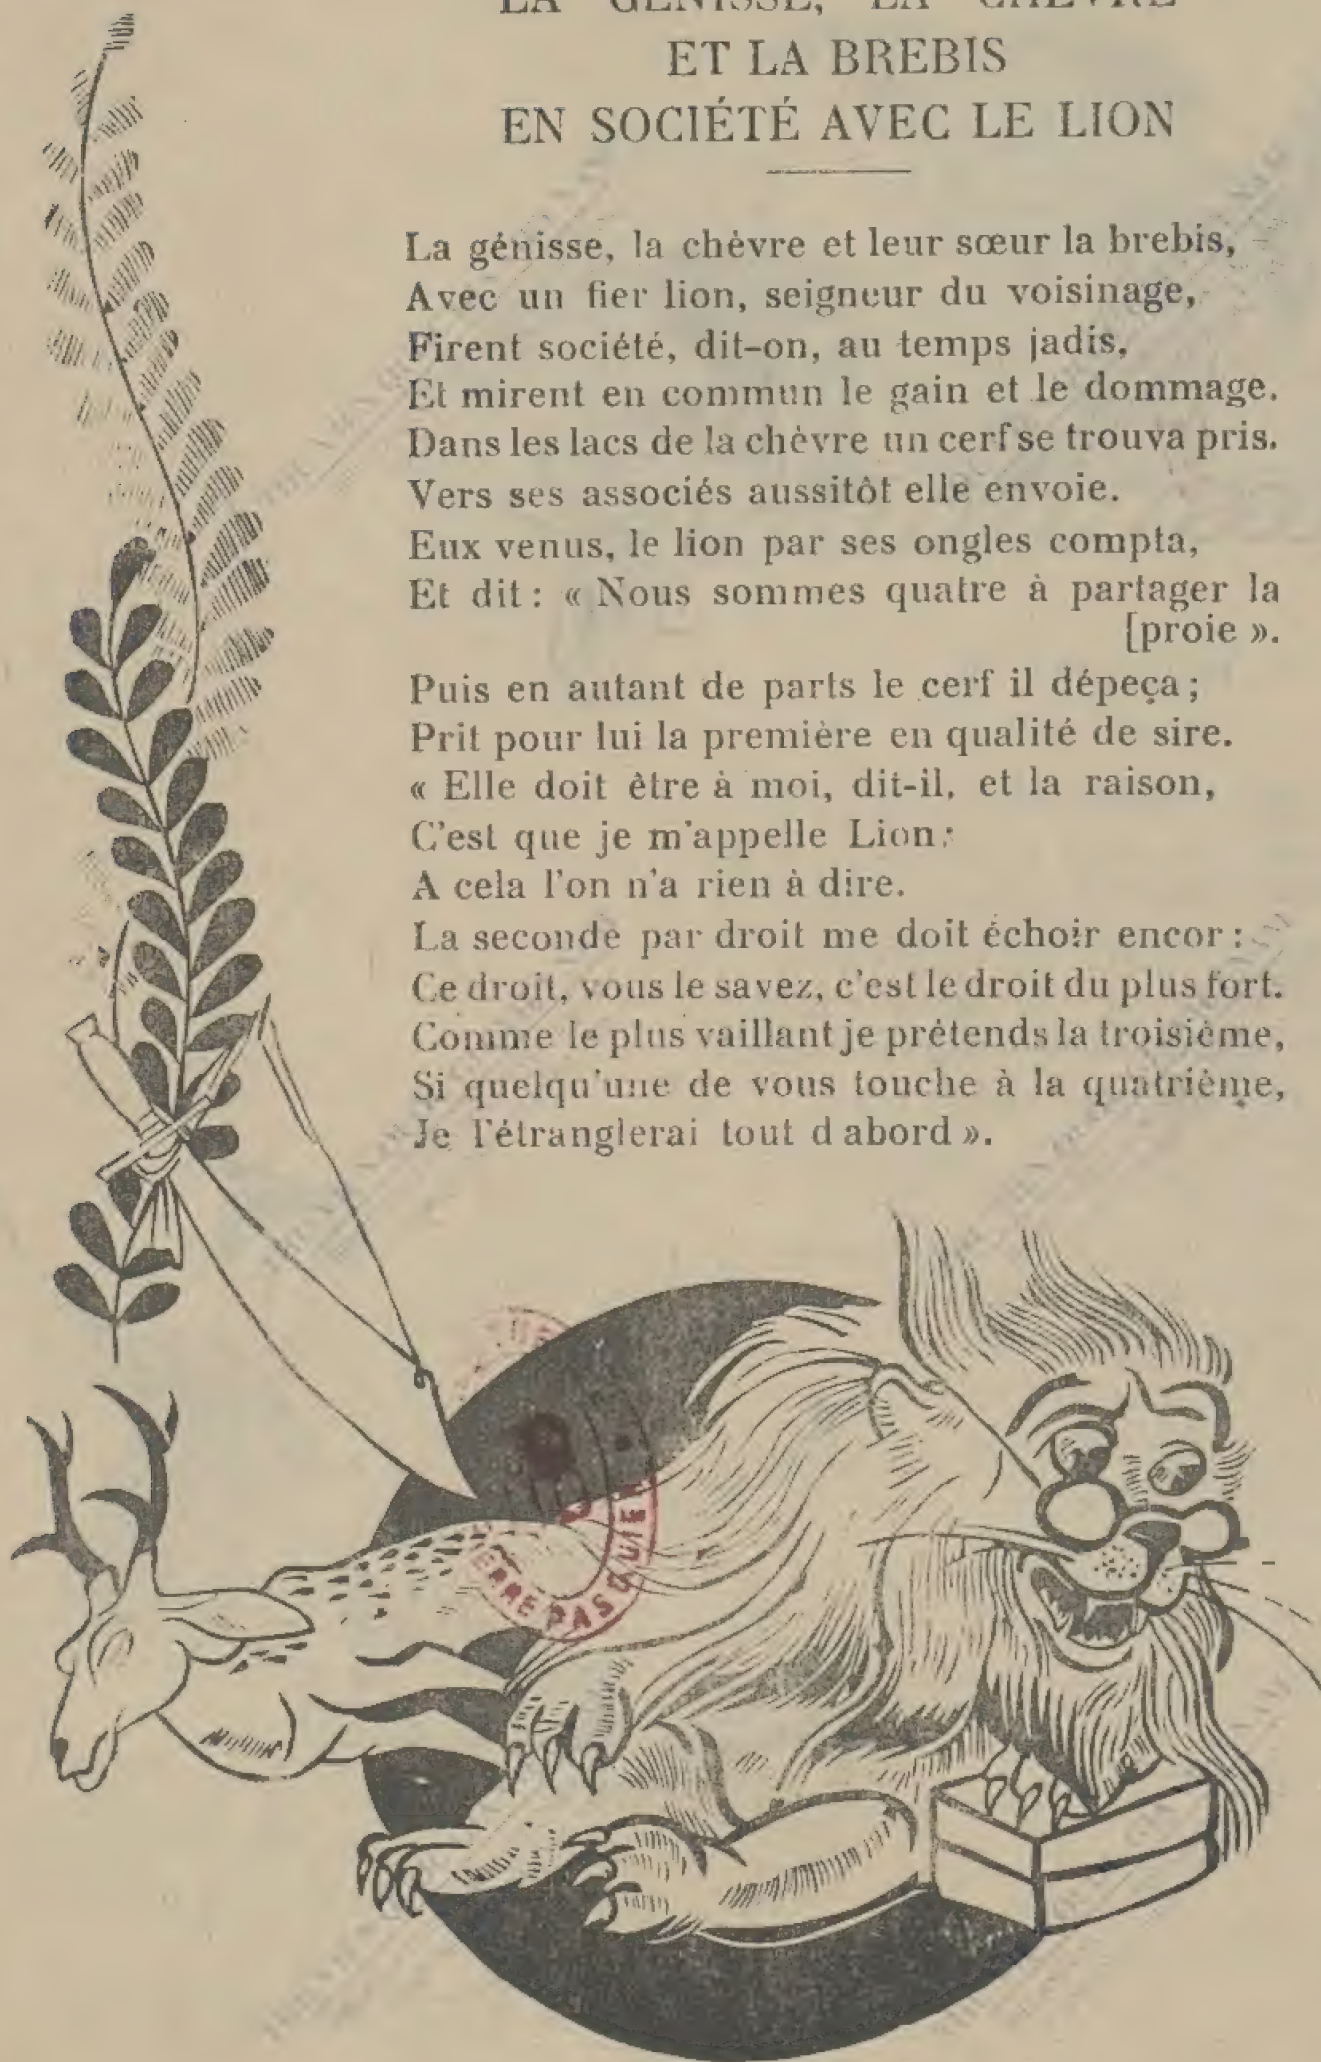 LA GÉNISSE, LA CHÈVRE
ET LA BREBIS
EN SOCIÉTÉ AVEC LE LION
La génisse, la chèvre et leur sœur la brebis,
Avec un fier lion, seigneur du voisinage,
Firent société, dit-on, au temps jadis,
Et mirent en commun le gain et le dommage.
Dans les lacs de la chèvre un cerf se trouva pris.
Vers ses associés aussitôt elle envoie.
Eux venus, le lion par ses ongles compta,
Et dit : « Nous sommes quatre à partager la
[proie ».
Puis en autant de parts le cerf il dépeça ;
Prit pour lui la première en qualité de sire.
« Elle doit être à moi, dit-il, et la raison,
C'est que je m'appelle Lion :
A cela l'on n'a rien à dire.
La seconde par droit me doit échoir encor :
Ce droit, vous le savez, c'est le droit du plus fort.
Comme le plus vaillant je prétends la troisième,
Si quelqu'une de vous touche à la quatrième,
Je l'étranglerai tout d abord ».
ERRE PASQUIER